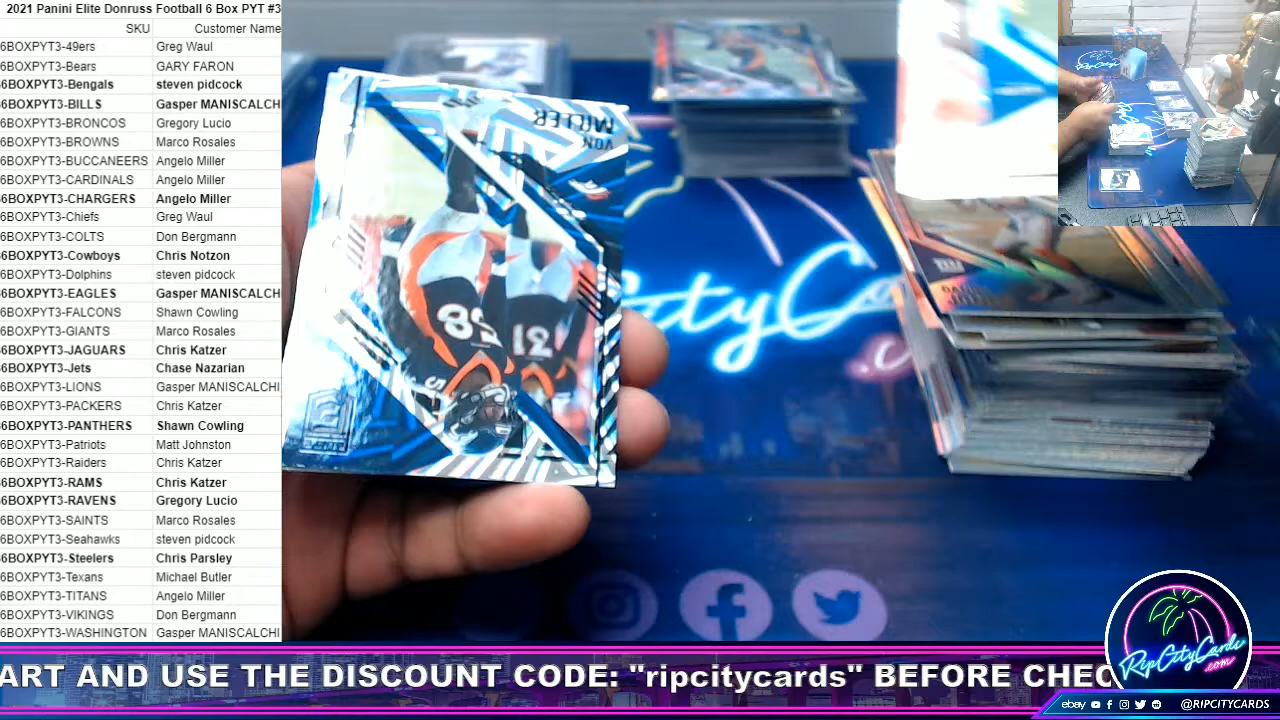 2021 Panini Elite Donruss Football 6 Box PYT #3
SKU Customer Name
6BOXPYT3-49ers Greg Waul
6BOXPYT3-Bears GARY FARON
6BOXPYT3-Bengals steven pidcock
6BOXPYT3-BILLS Gasper MANISCALCH
6BOXPYT3-BRONCOS Gregory Lucio
6BOXPYT3-BROWNS Marco Rosales
6BOXPYT3-BUCCANEERS Angelo Miller
6BOXPYT3-CARDINALS Angelo Miller
6BOXPYT3-CHARGERS Angelo Miller
6BOXPYT3-Chiefs Greg Waul
6BOXPYT3-COLTS Don Bergmann
6BOXPYT3-Cowboys Chris Notzon
6BOXPYT3-Dolphins steven pidcock
6BOXPYT3-EAGLES Gasper MANISCALCH
6BOXPYT3-FALCONS Shawn Cowling
6BOXPYT3-GIANTS Marco Rosales
6BOXPYT3-JAGUARS Chris Katzer
6BOXPYT3-Jets Chase Nazarian
6BOXPYT3-LIONS Gasper MANISCALCHI
6BOXPYT3-PACKERS Chris Katzer
6BOXPYT3-PANTHERS Shawn Cowling
6BOXPYT3-Patriots Matt Johnston
6BOXPYT3-Raiders Chris Katzer
6BOXPYT3-RAMS Chris Katzer
6BOXPYT3-RAVENS Gregory Lucio
6BOXPYT3-SAINTS Marco Rosales
6BOXPYT3-Seahawks steven pidcock
6BOXPYT3-Steelers Chris Parsley
6BOXPYT3-Texans Michael Butler
6BOXPYT3-TITANS Angelo Miller
6BOXPYT3-VIKINGS Don Bergmann
6BOXPYT3-WASHINGTON Gasper MANISCALCHI
VON
MILLER
58
RipCityCards
.com
ART AND USE THE DISCOUNT CODE: "ripcitycards" BEFORE CHEC
ebay @RIPCITYCARDS